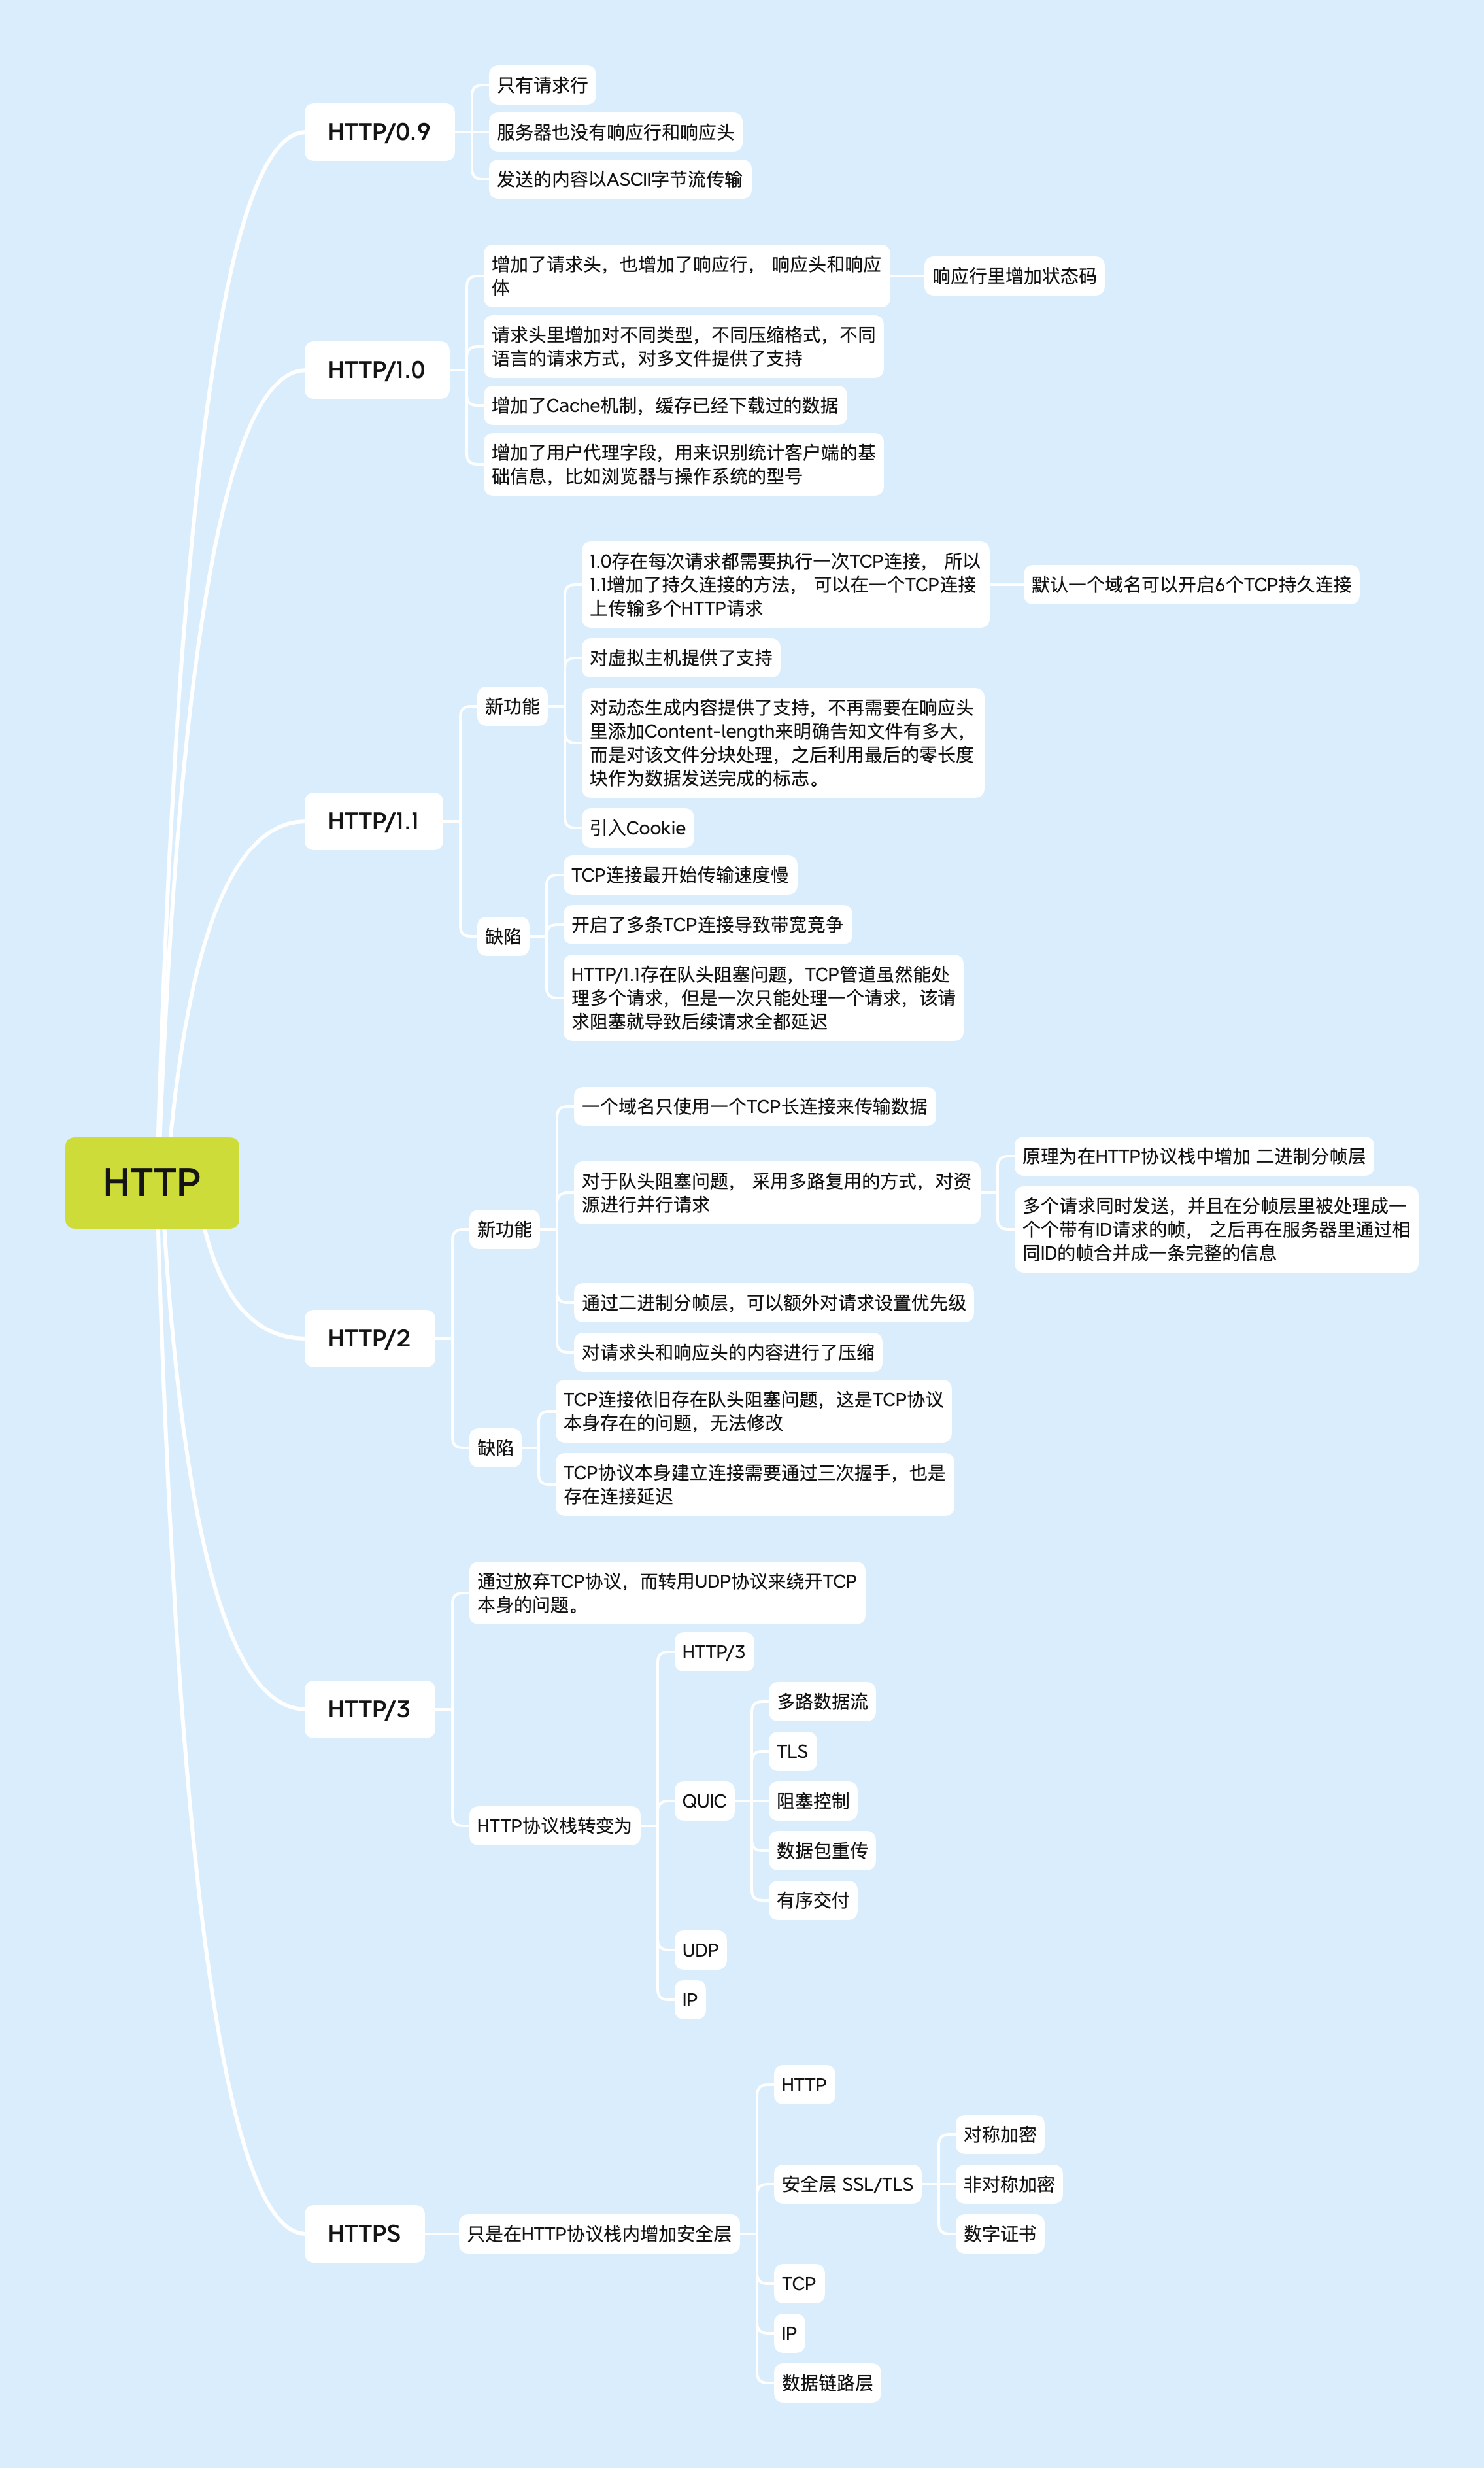 HTTP
HTTP/0.9
只有请求行
服务器也没有响应行和响应头
发送的内容以ASCII字节流传输
HTTP/1.0
增加了请求头，也增加了响应行， 响应头和响应
体
响应行里增加状态码
请求头里增加对不同类型，不同压缩格式，不同
语言的请求方式，对多文件提供了支持
增加了Cache机制，缓存已经下载过的数据
增加了用户代理字段，用来识别统计客户端的基
础信息，比如浏览器与操作系统的型号
HTTP/1.1
新功能
1.0存在每次请求都需要执行一次TCP连接， 所以
1.1增加了持久连接的方法， 可以在一个TCP连接
上传输多个HTTP请求
默认一个域名可以开启6个TCP持久连接
对虚拟主机提供了支持
对动态生成内容提供了支持，不再需要在响应头
里添加Content-length来明确告知文件有多大，
而是对该文件分块处理，之后利用最后的零长度
块作为数据发送完成的标志。
引入Cookie
缺陷
TCP连接最开始传输速度慢
开启了多条TCP连接导致带宽竞争
HTTP/1.1存在队头阻塞问题，TCP管道虽然能处
理多个请求，但是一次只能处理一个请求，该请
求阻塞就导致后续请求全都延迟
HTTP/2
新功能
一个域名只使用一个TCP长连接来传输数据
对于队头阻塞问题， 采用多路复用的方式，对资
源进行并行请求
原理为在HTTP协议栈中增加 二进制分帧层
多个请求同时发送，并且在分帧层里被处理成一
个个带有ID请求的帧， 之后再在服务器里通过相
同ID的帧合并成一条完整的信息
通过二进制分帧层，可以额外对请求设置优先级
对请求头和响应头的内容进行了压缩
缺陷
TCP连接依旧存在队头阻塞问题，这是TCP协议
本身存在的问题，无法修改
TCP协议本身建立连接需要通过三次握手，也是
存在连接延迟
HTTP/3
通过放弃TCP协议，而转用UDP协议来绕开TCP
本身的问题。
HTTP协议栈转变为
HTTP/3
QUIC
多路数据流
TLS
阻塞控制
数据包重传
有序交付
UDP
IP
HTTPS
只是在HTTP协议栈内增加安全层
HTTP
安全层 SSL/TLS
对称加密
非对称加密
数字证书
TCP
IP
数据链路层